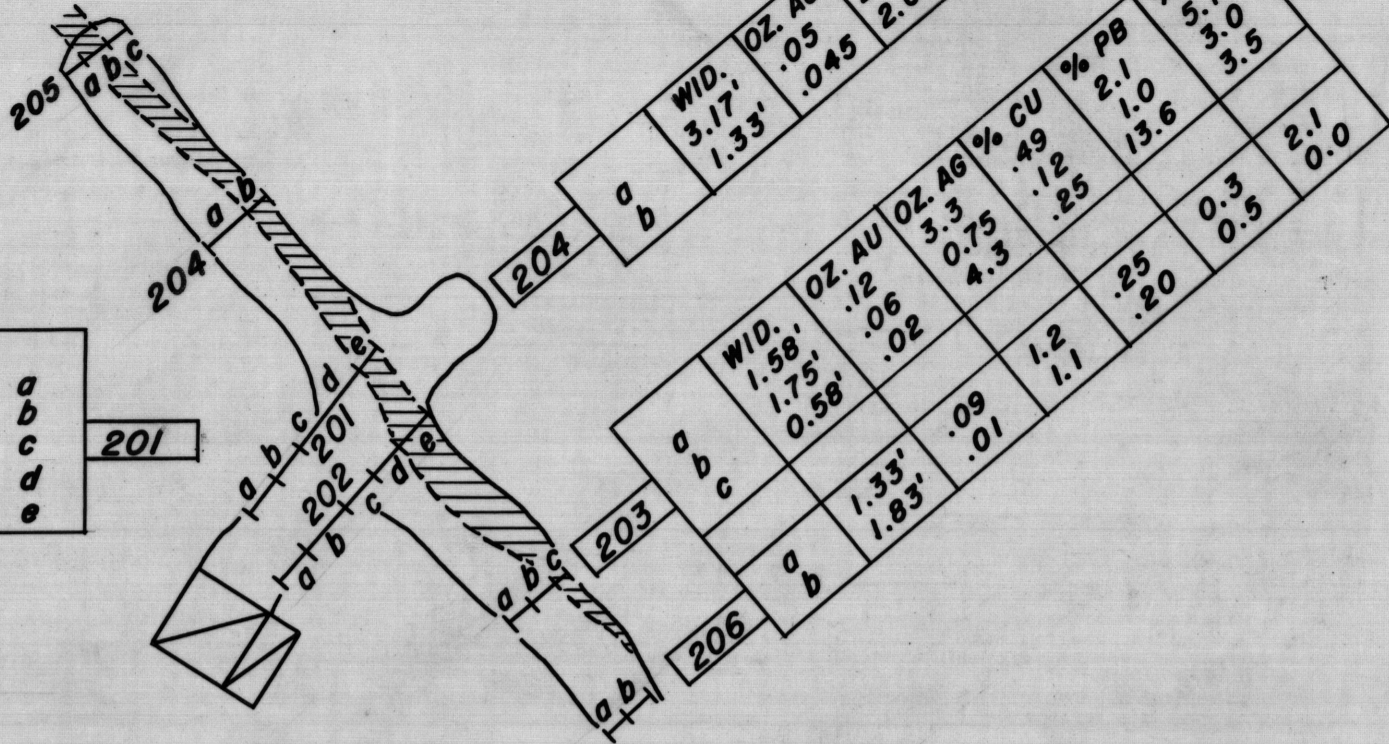 205
a b c
a b
204
WID.
3.17'
1.33'
OZ. A
.05
.045
2.
a
b
204
a
b
c
d
e
201
a b c d e
201
202
a b c d e
a b c
a b
WID.
1.58'
1.75'
0.58'
OZ. AU
.12
.06
.02
OZ. AG
3.3
0.75
4.3
% CU
.49
.12
.25
% PB
2.1
1.0
13.6
5.
3.0
3.5
a
b
c
203
a
b
1.33'
1.83'
.09
.01
1.2
1.1
.25
.20
0.3
0.5
2.1
0.0
206